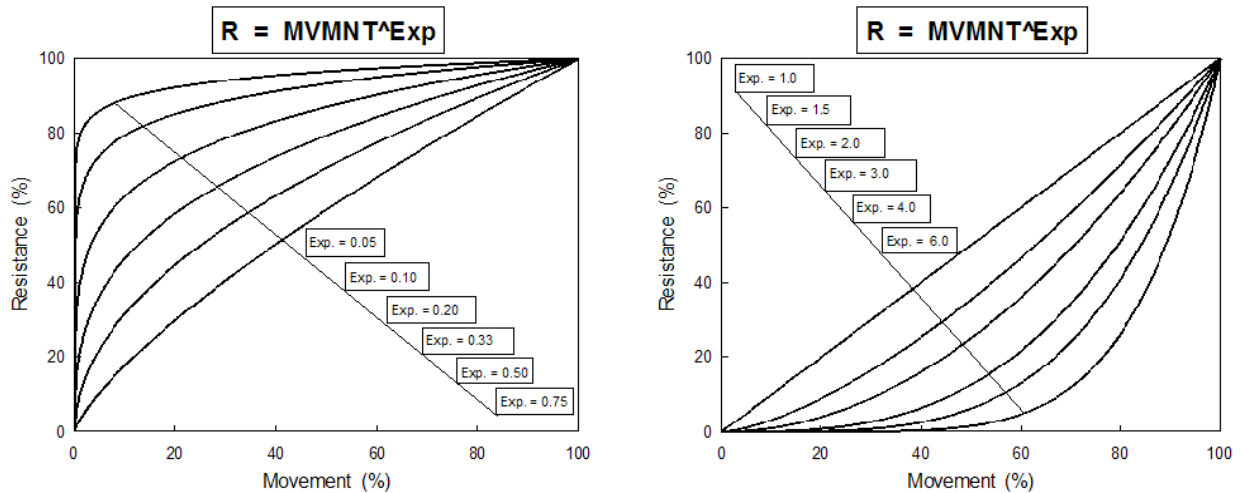 R = MVMNT^Exp
100
80
60
40
20
0
Resistance (%)
Exp. = 0.05
Exp. = 0.10
Exp. = 0.20
Exp. = 0.33
Exp. = 0.50
Exp. = 0.75
0 20 40 60 80 100
Movement (%)
R = MVMNT^Exp
100
80
60
40
20
0
Resistance (%)
Exp. = 1.0
Exp. = 1.5
Exp. = 2.0
Exp. = 3.0
Exp. = 4.0
Exp. = 6.0
0 20 40 60 80 100
Movement (%)